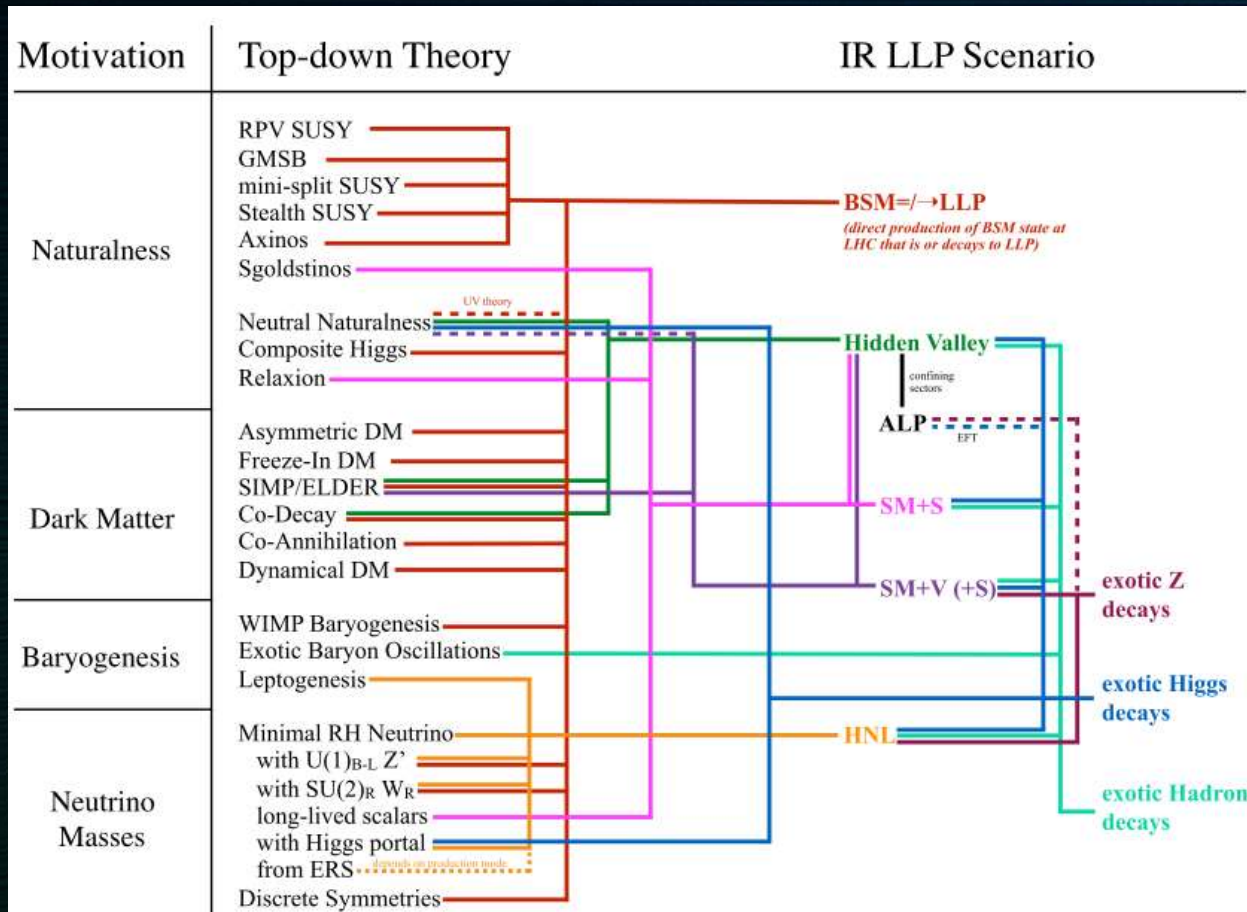 Motivation
Top-down Theory
IR LLP Scenario
Naturalness
RPV SUSY
GMSB
mini-split SUSY
Stealth SUSY
Axinos
Sgoldstinos
UV theory
Neutral Naturalness
Composite Higgs
Relaxion
Dark Matter
Asymmetric DM
Freeze-In DM
SIMP/ELDER
Co-Decay
Co-Annihilation
Dynamical DM
Baryogenesis
WIMP Baryogenesis
Exotic Baryon Oscillations
Leptogenesis
Neutrino
Masses
Minimal RH Neutrino
with U(1)B-L Z’
with SU(2)R WR
long-lived scalars
with Higgs portal
from ERS
depends on production mode
Discrete Symmetries
BSM=/→LLP
(direct production of BSM state at
LHC that is or decays to LLP)
Hidden Valley
confining
sectors
ALP
EFT
SM+S
SM+V (+S)
HNL
exotic Z
decays
exotic Higgs
decays
exotic Hadron
decays